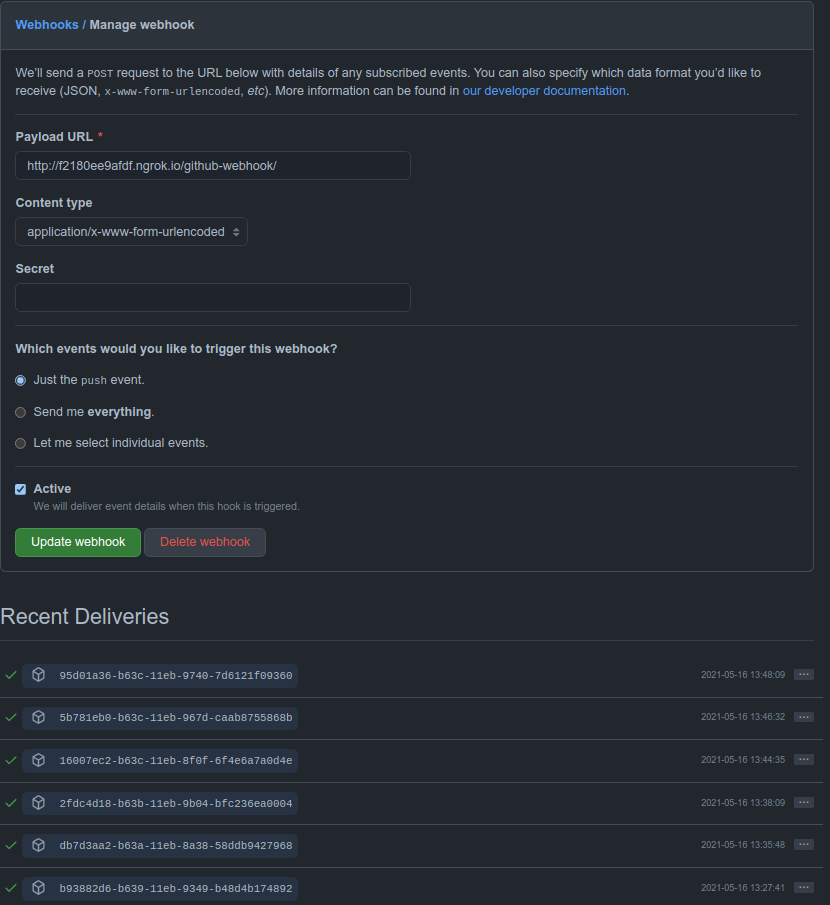 Webhooks / Manage webhook
We'll send a POST request to the URL below with details of any subscribed events. You can also specify which data format you'd like to
receive (JSON, x-www-form-urlencoded, etc). More information can be found in our developer documentation.
Payload URL *
http://f2180ee9afdf.ngrok.io/github-webhook/
Content type
application/x-www-form-urlencoded
Secret
Which events would you like to trigger this webhook?
Just the push event.
Send me everything.
Let me select individual events.
Active
We will deliver event details when this hook is triggered.
Update webhook Delete webhook
Recent Deliveries
95d01a36-b63c-11eb-9740-7d6121f09360 2021-05-16 13:48:09
5b781eb0-b63c-11eb-967d-caab8755868b 2021-05-16 13:46:32
16007ec2-b63c-11eb-8f0f-6f4e6a7a0d4e 2021-05-16 13:44:35
2fdc4d18-b63b-11eb-9b04-bfc236ea0004 2021-05-16 13:38:09
db7d3aa2-b63a-11eb-8a38-58ddb9427968 2021-05-16 13:35:48
b93882d6-b639-11eb-9349-b48d4b174892 2021-05-16 13:27:41